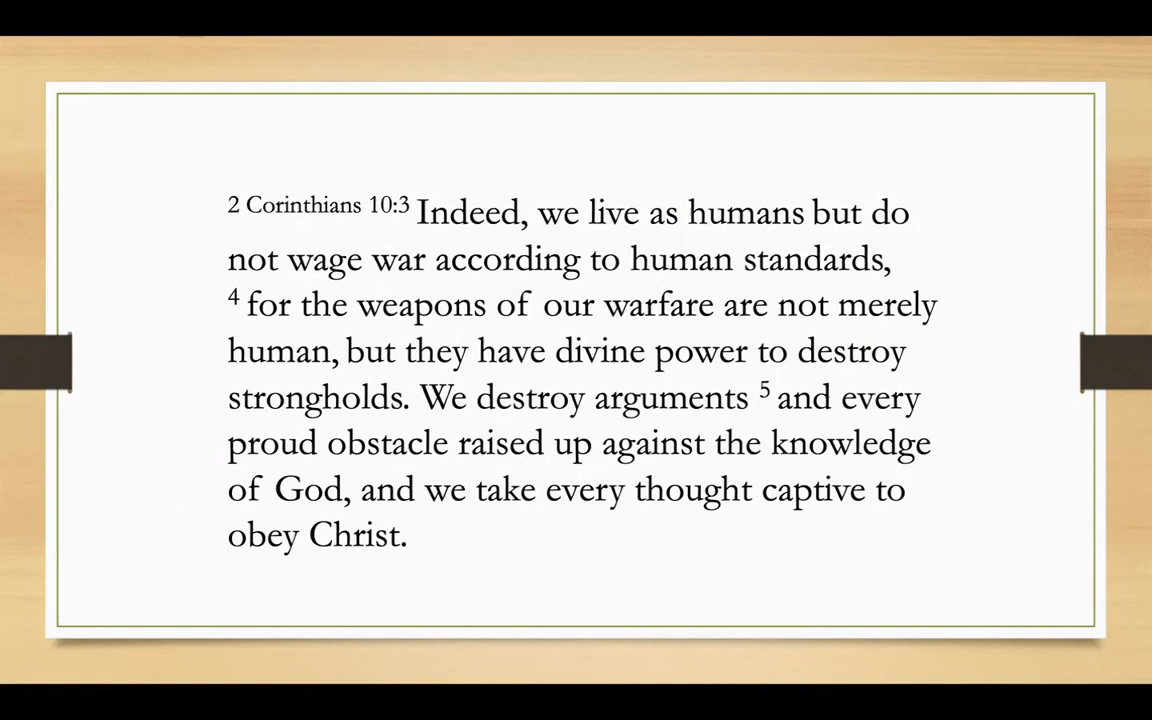 2 Corinthians 10:3 Indeed, we live as humans but do
not wage war according to human standards,
4 for the weapons of our warfare are not merely
human, but they have divine power to destroy
strongholds. We destroy arguments 5 and every
proud obstacle raised up against the knowledge
of God, and we take every thought captive to
obey Christ.